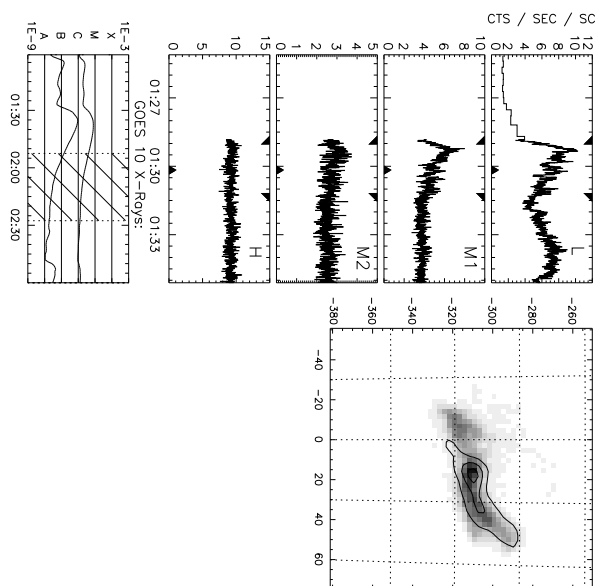 CTS / SEC / SC
0 2 4 6 8 10 12
L
0 2 4 6 8 10
M1
0 1 2 3 4 5
M2
0 5 10 15
H
01:27 01:30 01:33
GOES 10 X-Rays:
1E-9 1E-3
A B C M X
01:30 02:00 02:30
-380 -360 -340 -320 -300 -280 -260
-40 -20 0 20 40 60